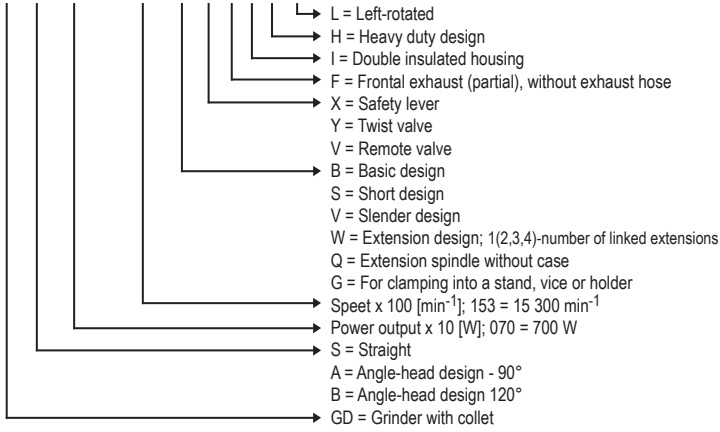 L = Left-rotated
H = Heavy duty design
I = Double insulated housing
F = Frontal exhaust (partial), without exhaust hose
X = Safety lever
Y = Twist valve
V = Remote valve
B = Basic design
S = Short design
V = Slender design
W = Extension design; 1(2,3,4)-number of linked extensions
Q = Extension spindle without case
G = For clamping into a stand, vice or holder
Speet x 100 [min⁻¹]; 153 = 15 300 min⁻¹
Power output x 10 [W]; 070 = 700 W
S = Straight
A = Angle-head design - 90°
B = Angle-head design 120°
GD = Grinder with collet